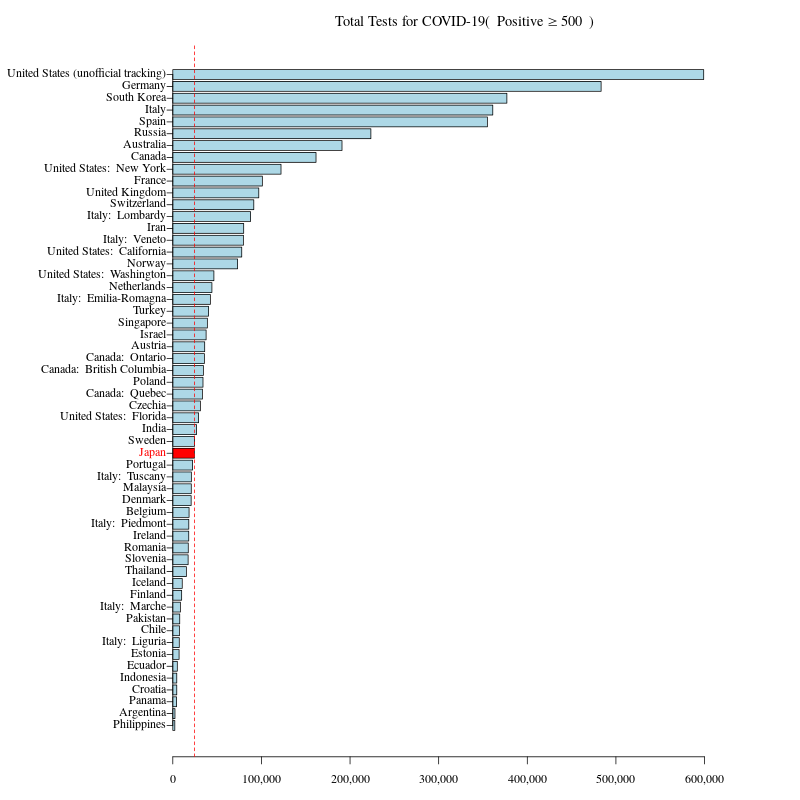 Total Tests for COVID-19(  Positive ≥ 500  )
United States (unofficial tracking)
Germany
South Korea
Italy
Spain
Russia
Australia
Canada
United States:  New York
France
United Kingdom
Switzerland
Italy:  Lombardy
Iran
Italy:  Veneto
United States:  California
Norway
United States:  Washington
Netherlands
Italy:  Emilia-Romagna
Turkey
Singapore
Israel
Austria
Canada:  Ontario
Canada:  British Columbia
Poland
Canada:  Quebec
Czechia
United States:  Florida
India
Sweden
Japan
Portugal
Italy:  Tuscany
Malaysia
Denmark
Belgium
Italy:  Piedmont
Ireland
Romania
Slovenia
Thailand
Iceland
Finland
Italy:  Marche
Pakistan
Chile
Italy:  Liguria
Estonia
Ecuador
Indonesia
Croatia
Panama
Argentina
Philippines
0 100,000 200,000 300,000 400,000 500,000 600,000